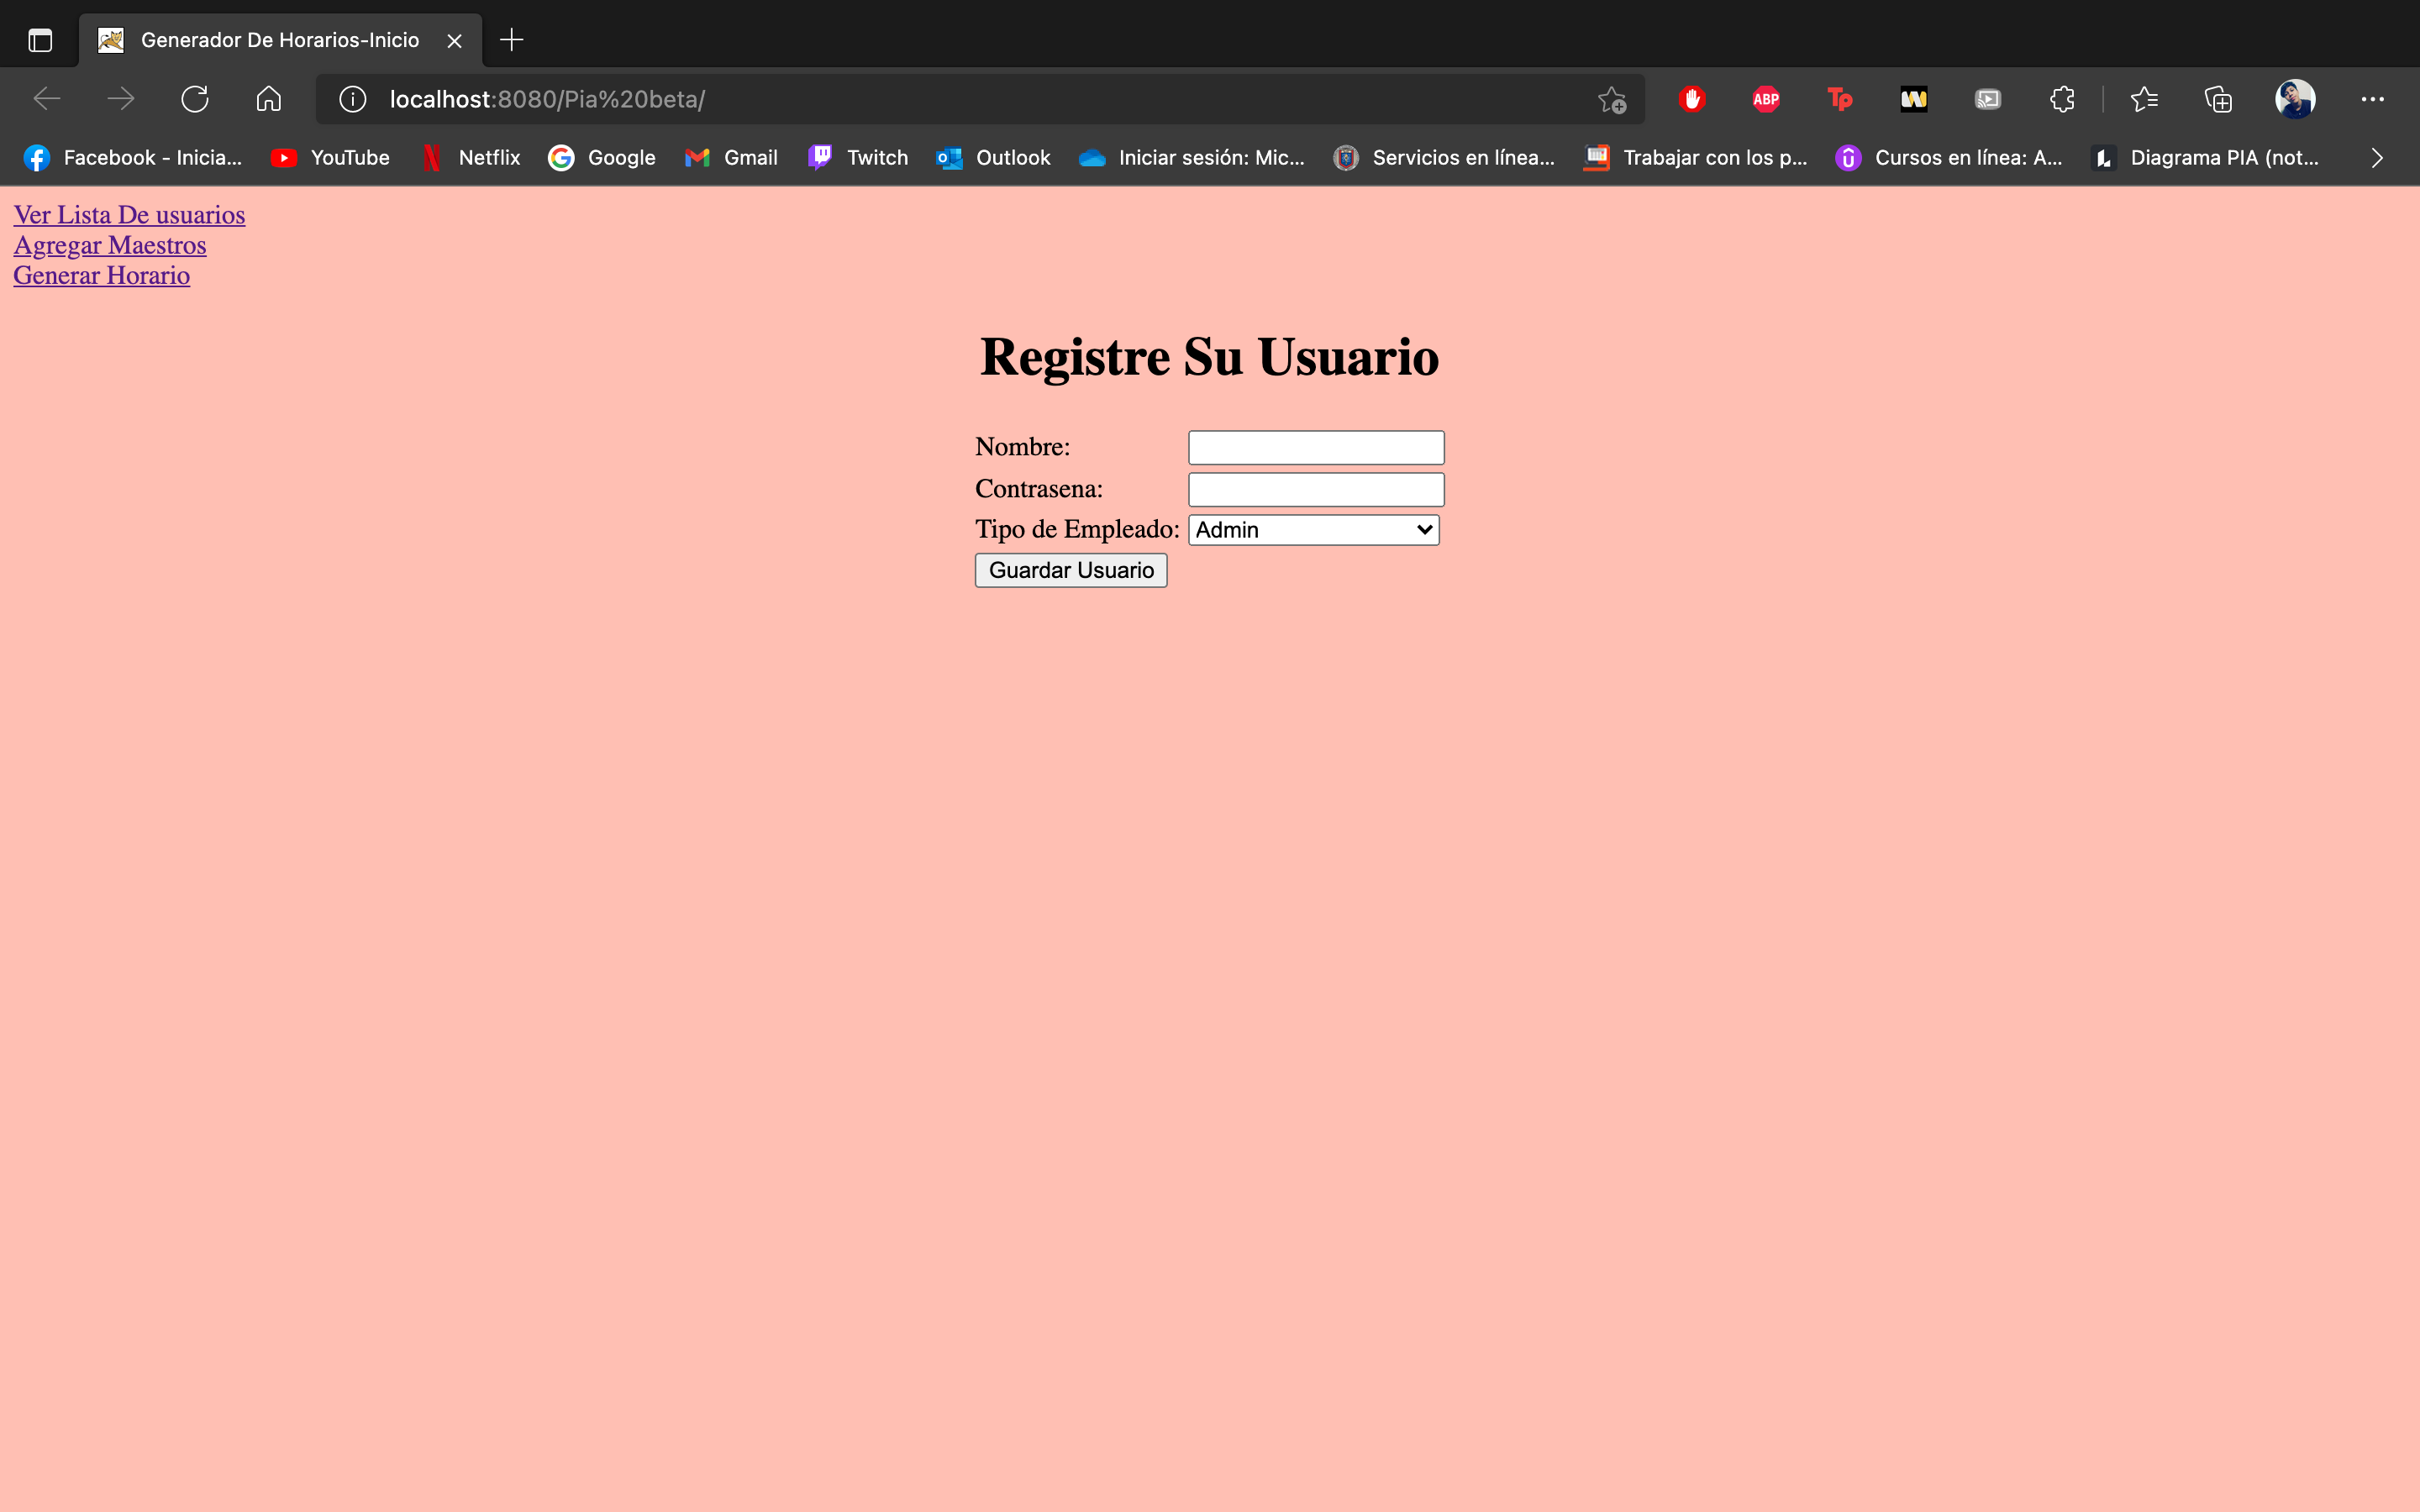 Generador De Horarios-Inicio
localhost:8080/Pia%20beta/
ABP
Tp
Facebook - Inicia... YouTube Netflix Google Gmail Twitch Outlook Iniciar sesión: Mic... Servicios en línea... Trabajar con los p... Cursos en línea: A... Diagrama PIA (not...
Ver Lista De usuarios
Agregar Maestros
Generar Horario
Registre Su Usuario
Nombre:
Contrasena:
Tipo de Empleado: Admin
Guardar Usuario